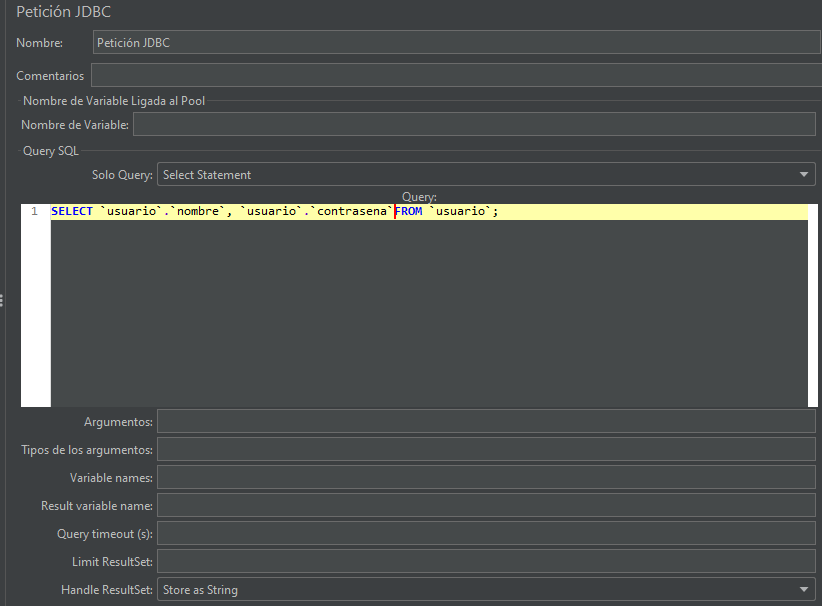 Petición JDBC
Nombre: Petición JDBC
Comentarios
Nombre de Variable Ligada al Pool
Nombre de Variable:
Query SQL
Solo Query: Select Statement
Query:
1 SELECT `usuario`.`nombre`, `usuario`.`contrasena`FROM `usuario`;
Argumentos:
Tipos de los argumentos:
Variable names:
Result variable name:
Query timeout (s):
Limit ResultSet:
Handle ResultSet: Store as String